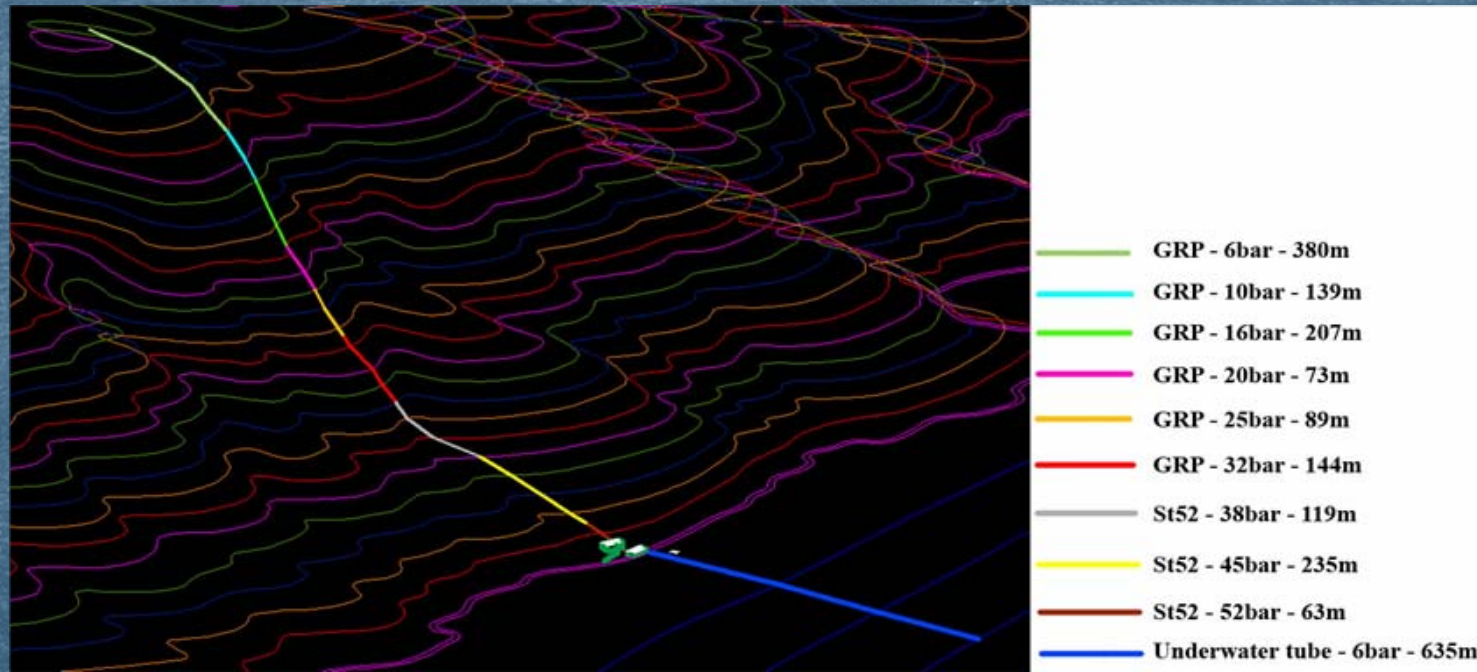 GRP - 6bar - 380m
GRP - 10bar - 139m
GRP - 16bar - 207m
GRP - 20bar - 73m
GRP - 25bar - 89m
GRP - 32bar - 144m
St52 - 38bar - 119m
St52 - 45bar - 235m
St52 - 52bar - 63m
Underwater tube - 6bar - 635m